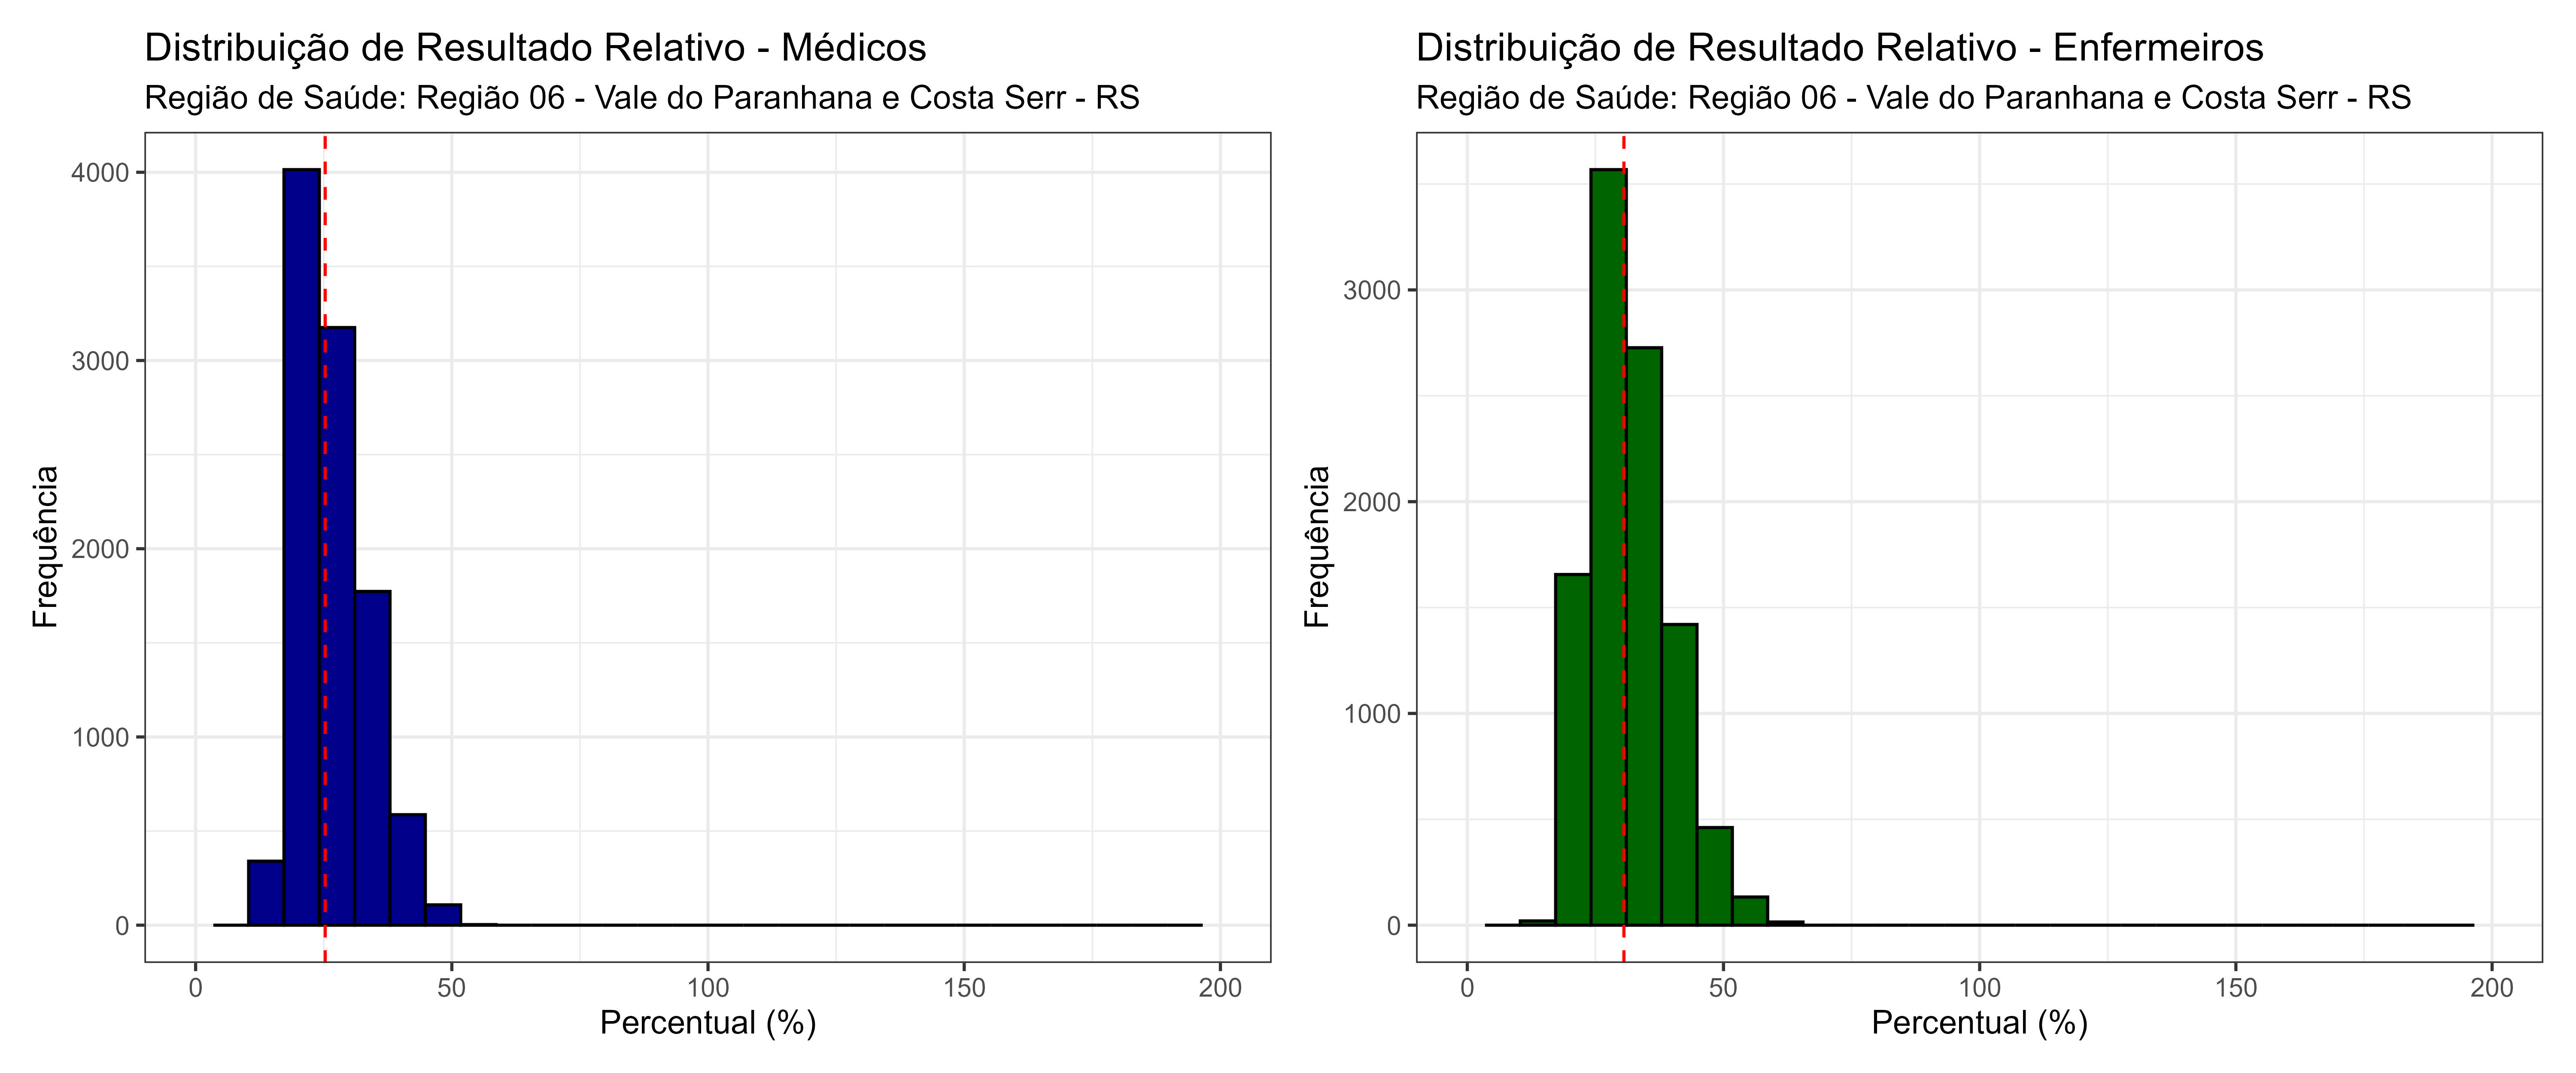 Distribuição de Resultado Relativo - Médicos
Região de Saúde: Região 06 - Vale do Paranhana e Costa Serr - RS
Frequência
4000
3000
2000
1000
0
0 50 100 150 200
Percentual (%)
Distribuição de Resultado Relativo - Enfermeiros
Região de Saúde: Região 06 - Vale do Paranhana e Costa Serr - RS
Frequência
3000
2000
1000
0
0 50 100 150 200
Percentual (%)